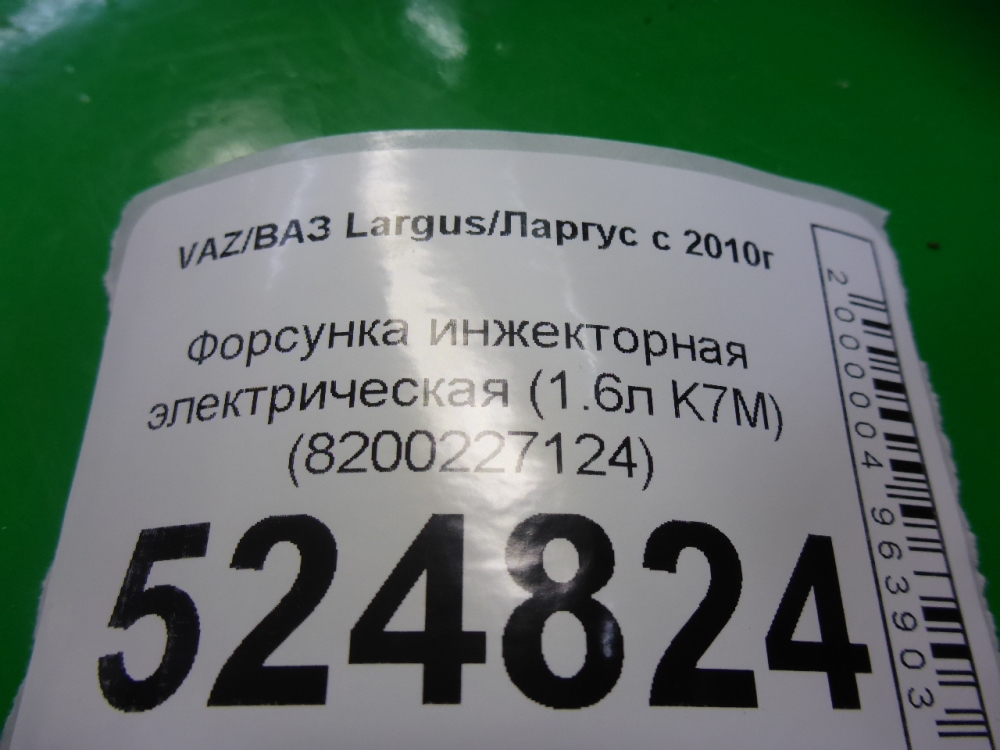 VAZ/ВАЗ Largus/Ларгус с 2010г
Форсунка инжекторная
электрическая (1.6л K7M)
(8200227124)
524824
2000004963903